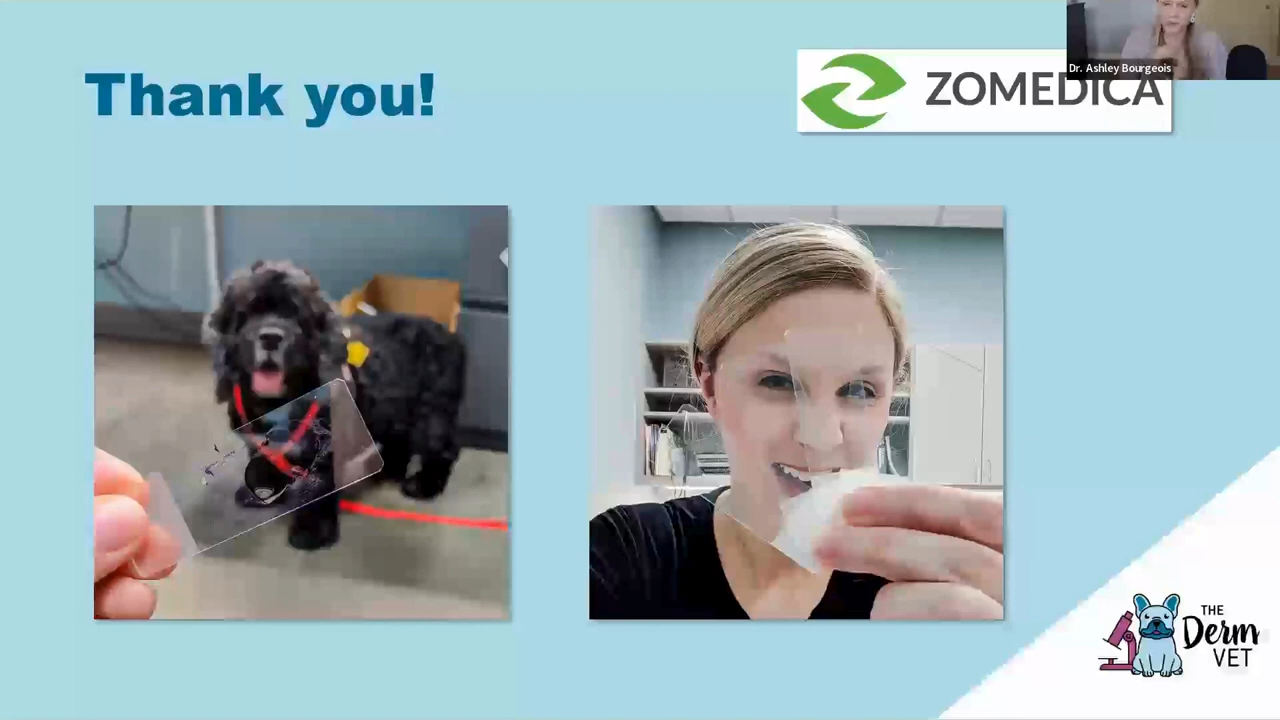 Thank you!
ZOMEDICA
Dr. Ashley Bourgeois
THE
Derm
VET